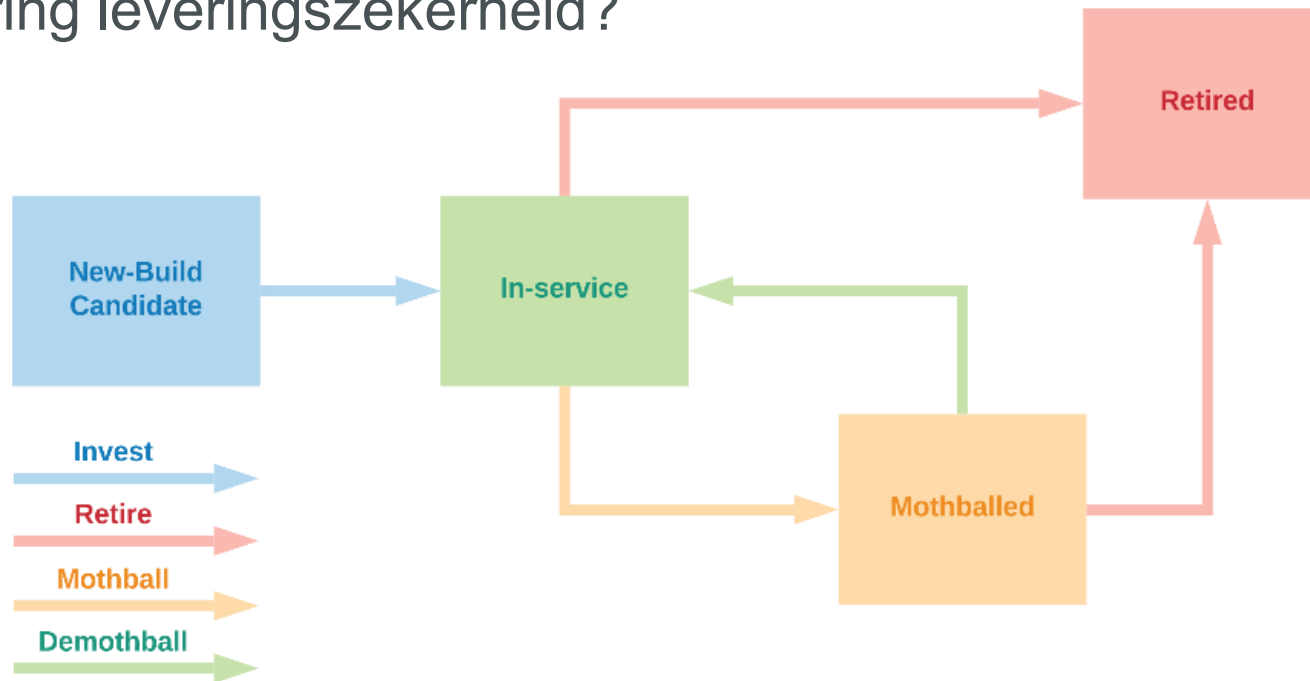 ring leveringszekerheid?
Retired
New-Build
Candidate
In-service
Mothballed
Invest
Retire
Mothball
Demothball